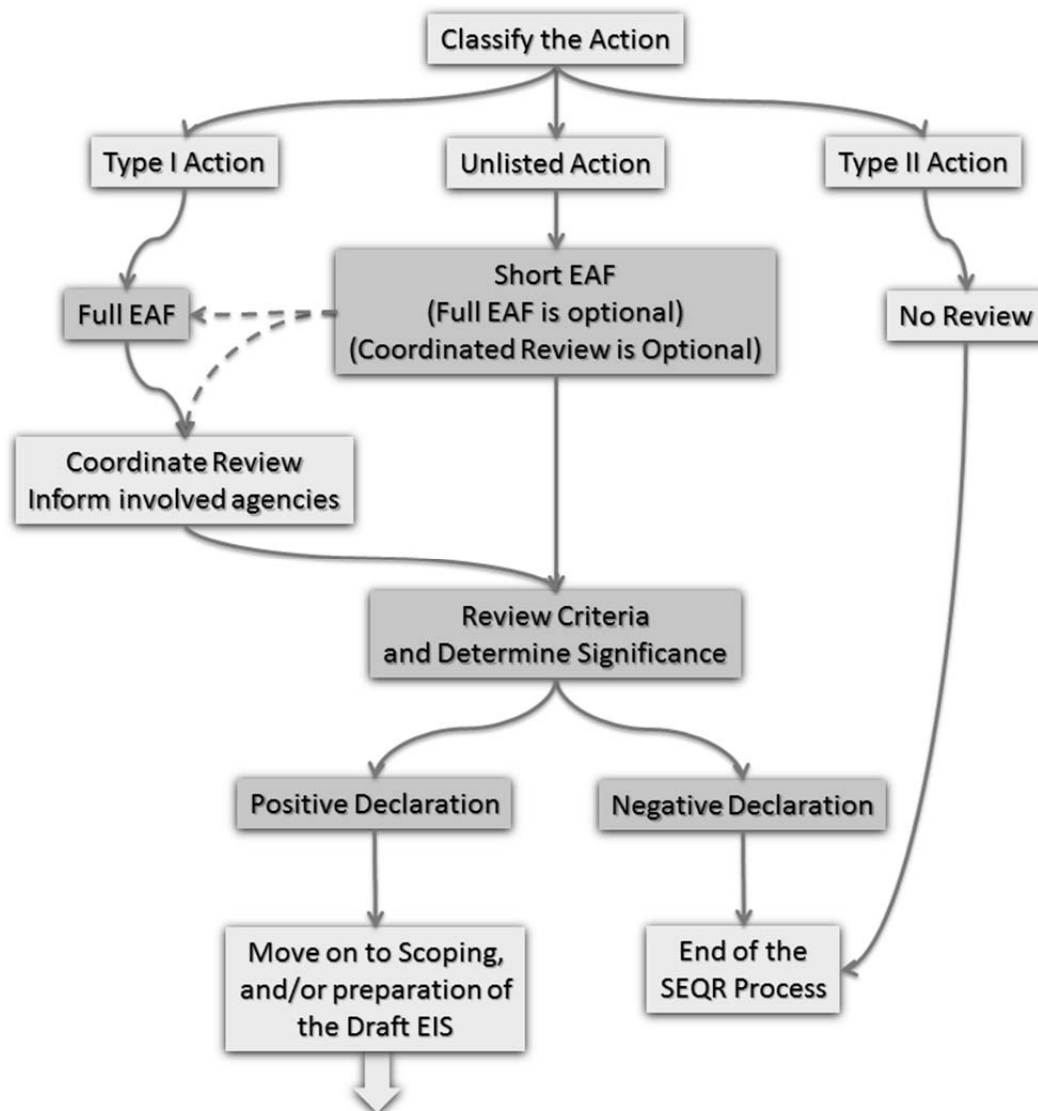 Classify the Action
Type I Action
Unlisted Action
Type II Action
Full EAF
Short EAF
(Full EAF is optional)
(Coordinated Review is Optional)
No Review
Coordinate Review
Inform involved agencies
Review Criteria
and Determine Significance
Positive Declaration
Negative Declaration
Move on to Scoping,
and/or preparation of
the Draft EIS
End of the
SEQR Process